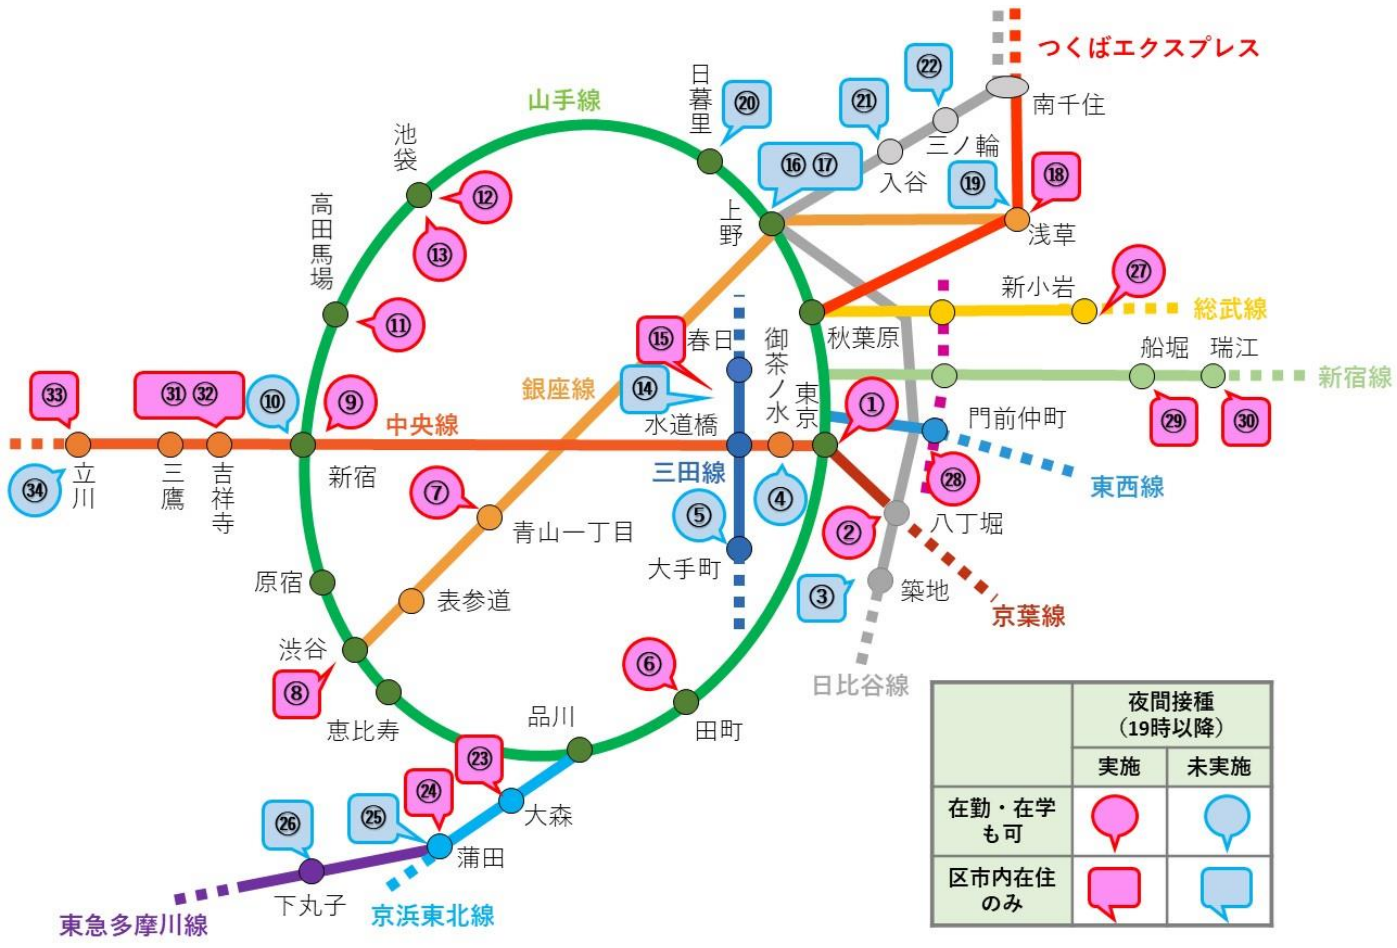 つくばエクスプレス
南千住
㉒
三ノ輪
㉑
入谷
日暮里
⑳
山手線
⑯ ⑰
上野
⑲
⑱
浅草
池袋
⑫
⑬
高田馬場
⑪
新小岩
㉗
総武線
秋葉原
船堀
瑞江
新宿線
㉙
㉚
⑮
春日
⑭
水道橋
御茶ノ水
東京
①
門前仲町
東西線
㉘
銀座線
中央線
㉝
㉛ ㉜
⑩
⑨
㉞
立川
三鷹
吉祥寺
新宿
三田線
④
⑤
大手町
⑦
青山一丁目
②
八丁堀
③
築地
京葉線
日比谷線
原宿
表参道
渋谷
⑧
恵比寿
⑥
田町
品川
㉓
大森
㉔
㉕
蒲田
㉖
下丸子
京浜東北線
東急多摩川線
夜間接種
（19時以降）
実施
未実施
在勤・在学
も可
区市内在住
のみ